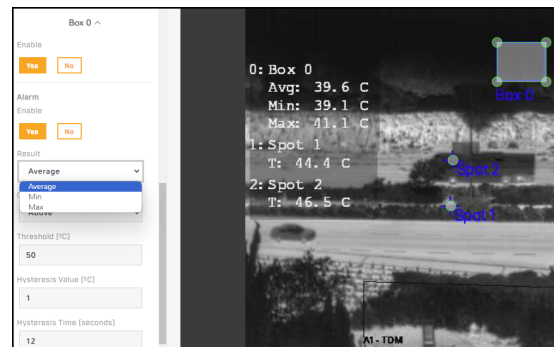 Box 0
Enable
Yes No
Alarm
Enable
Yes No
Result
Average
Average
Min
Max
Above
Threshold (ºC)
50
Hysteresis Value (ºC)
1
Hysteresis Time (seconds)
12
0: Box 0
Avg: 39.6 C
Min: 39.1 C
Max: 41.1 C
1: Spot 1
T: 44.4 C
2: Spot 2
T: 46.5 C
Box 0
Spot 2
Spot 1
A1 - TDM